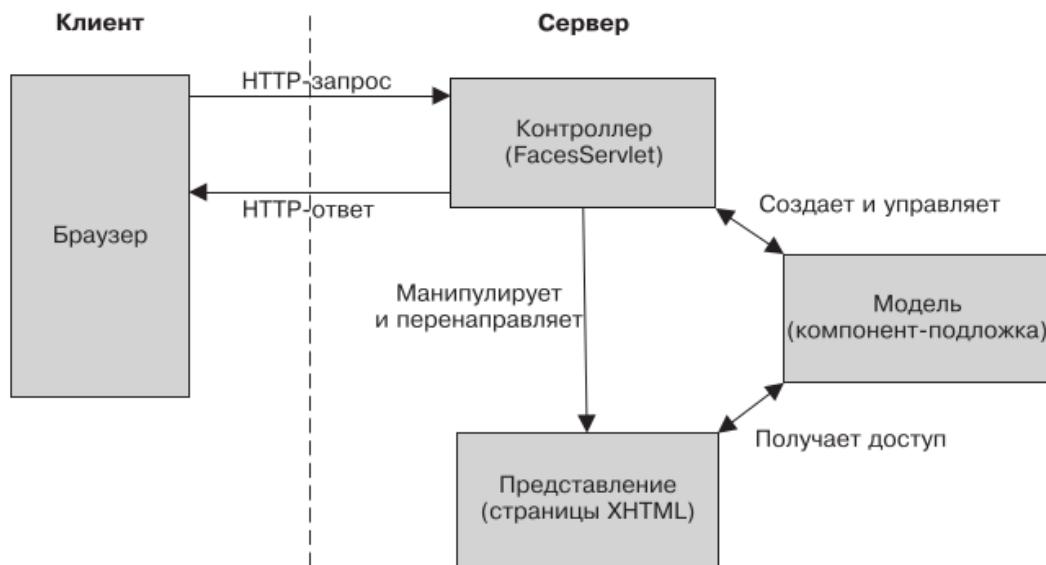 Клиент
Сервер
HTTP-запрос
Контроллер
(FacesServlet)
HTTP-ответ
Браузер
Создает и управляет
Манипулирует
и перенаправляет
Модель
(компонент-подложка)
Получает доступ
Представление
(страницы XHTML)